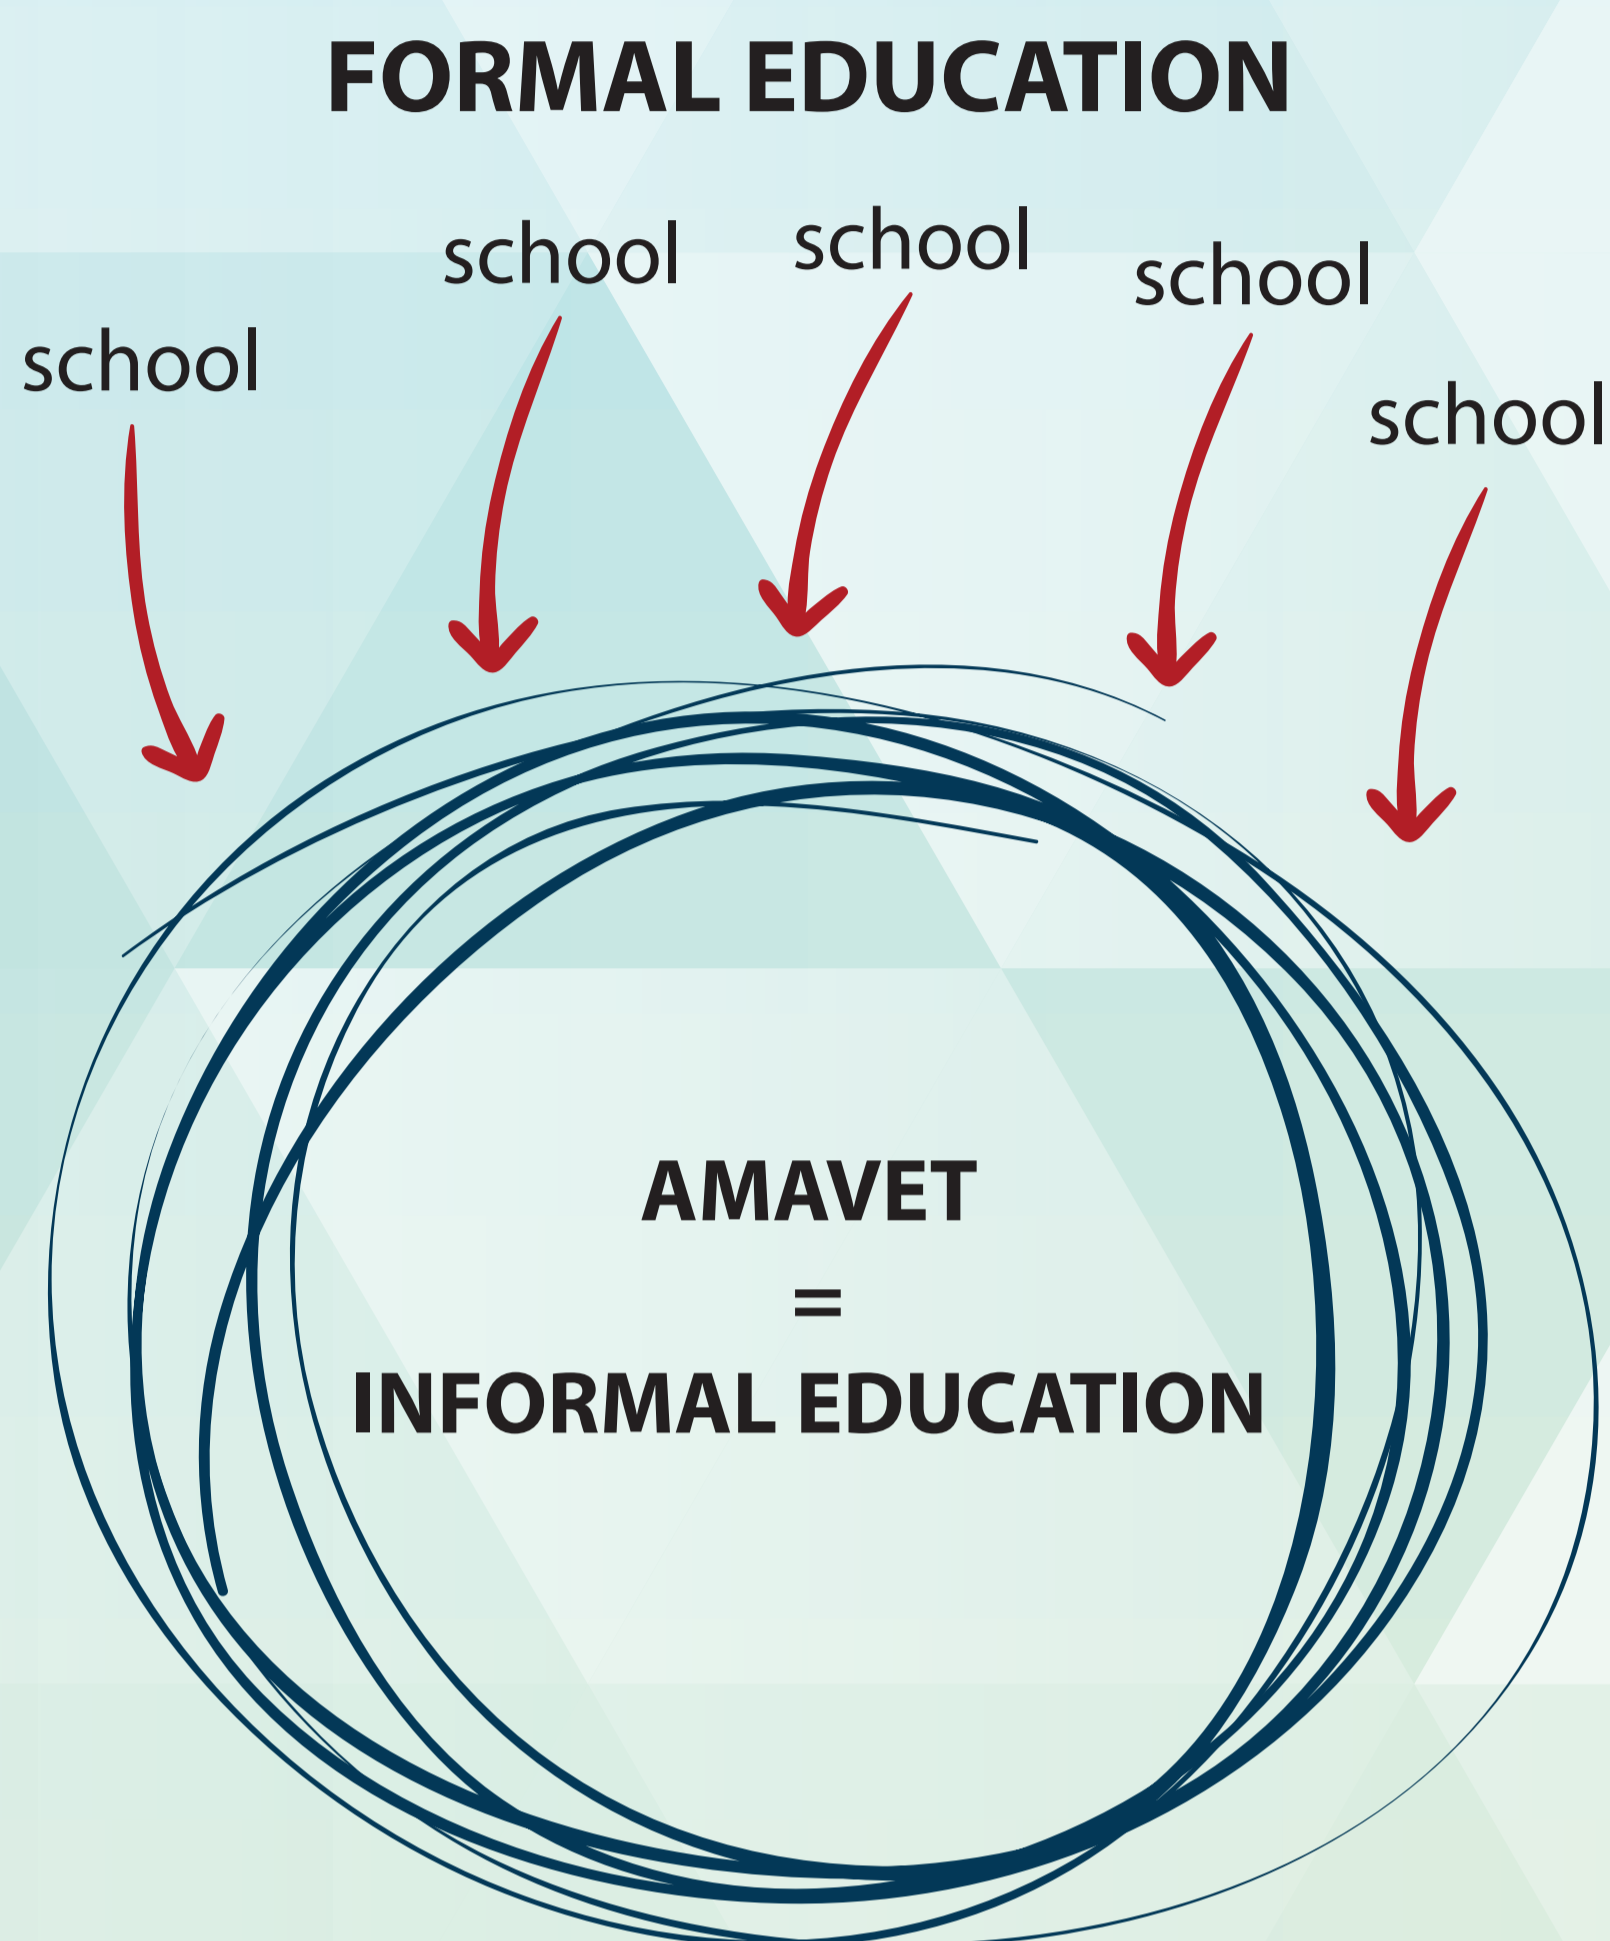 FORMAL EDUCATION
school
school
school
school
school
AMAVET
=
INFORMAL EDUCATION